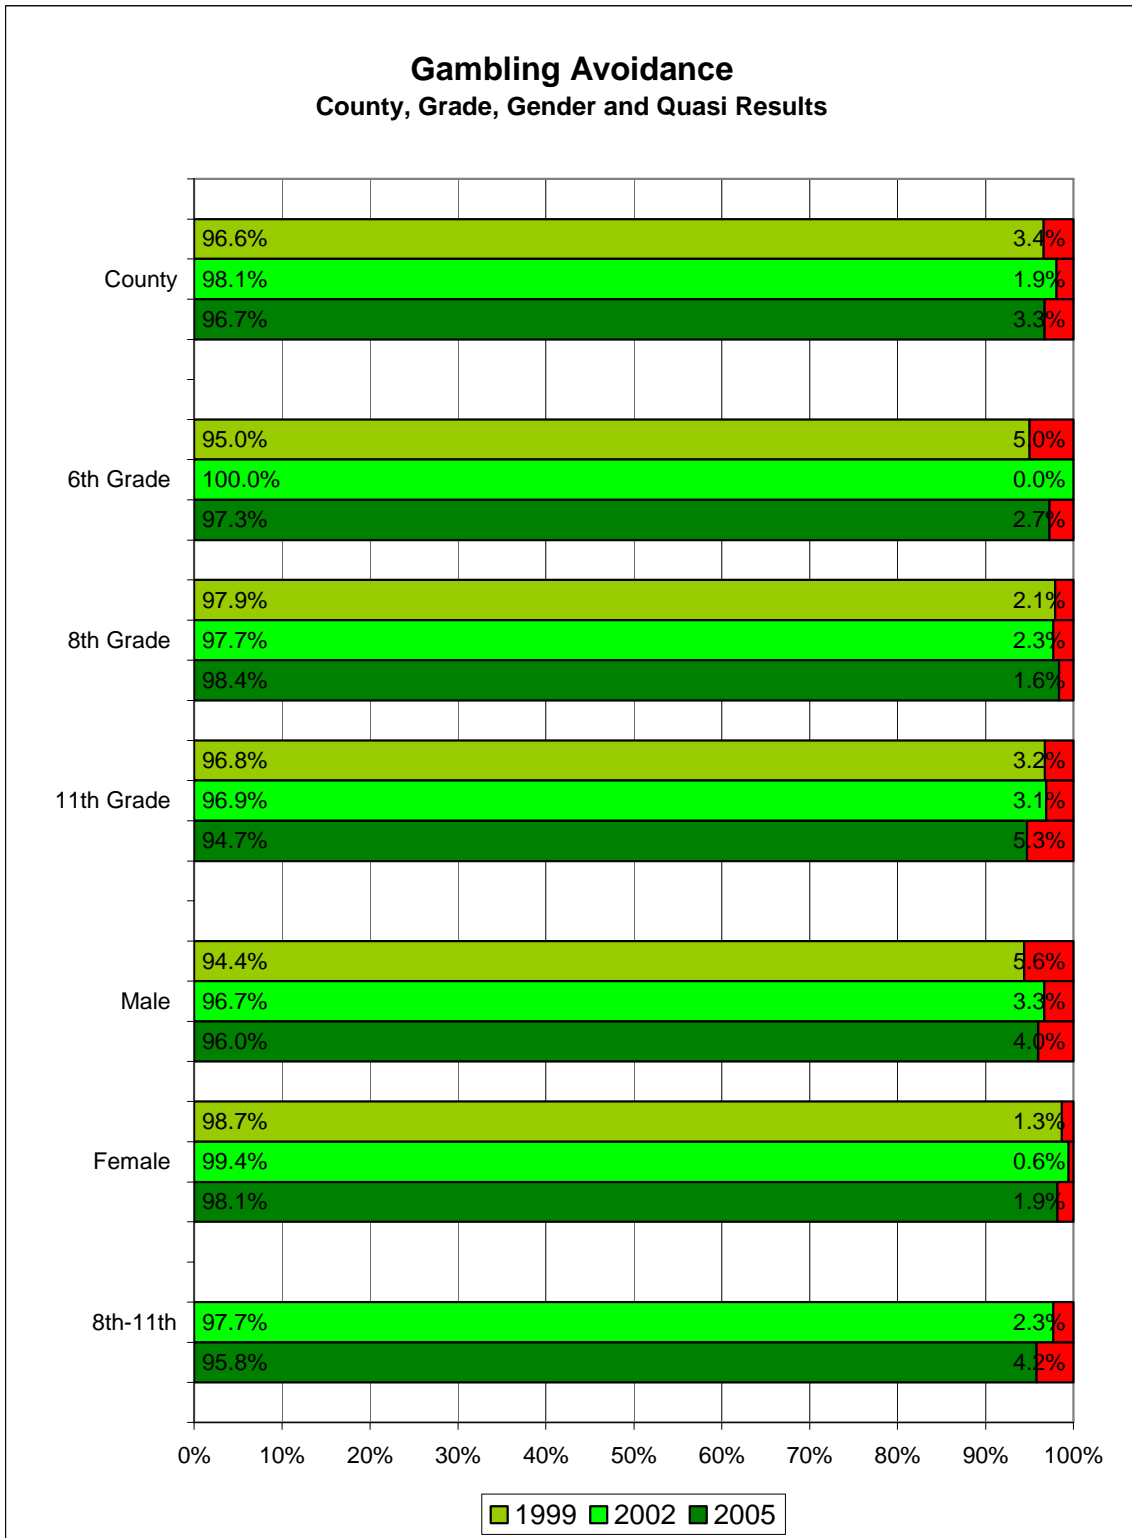 Gambling Avoidance
County, Grade, Gender and Quasi Results
96.6% 3.4%
County 98.1% 1.9%
96.7% 3.3%
95.0% 5.0%
6th Grade 100.0% 0.0%
97.3% 2.7%
97.9% 2.1%
8th Grade 97.7% 2.3%
98.4% 1.6%
96.8% 3.2%
11th Grade 96.9% 3.1%
94.7% 5.3%
94.4% 5.6%
Male 96.7% 3.3%
96.0% 4.0%
98.7% 1.3%
Female 99.4% 0.6%
98.1% 1.9%
8th-11th 97.7% 2.3%
95.8% 4.2%
0% 10% 20% 30% 40% 50% 60% 70% 80% 90% 100%
1999 2002 2005